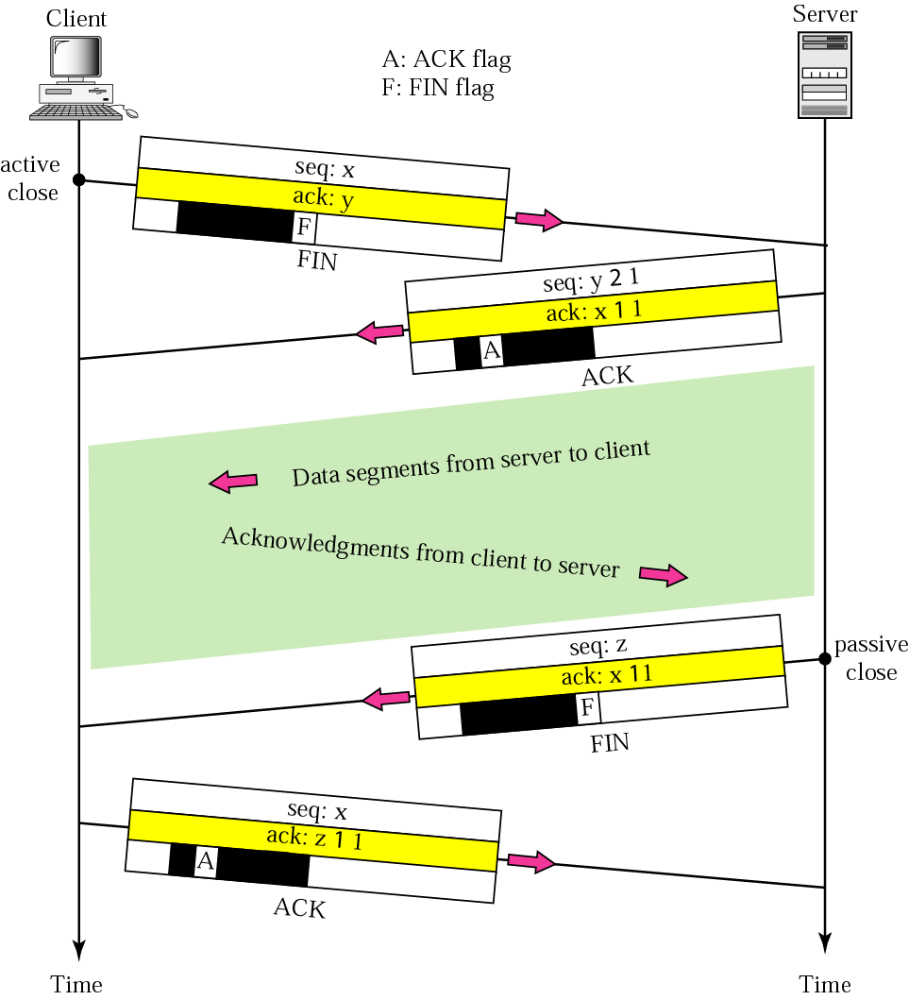 Client
Server
A: ACK flag
F: FIN flag
active
close
seq: x
ack: y
F
FIN
seq: y 2 1
ack: x 1 1
A
ACK
Data segments from server to client
Acknowledgments from client to server
passive
close
seq: z
ack: x 11
F
FIN
seq: x
ack: z 1 1
A
ACK
Time
Time